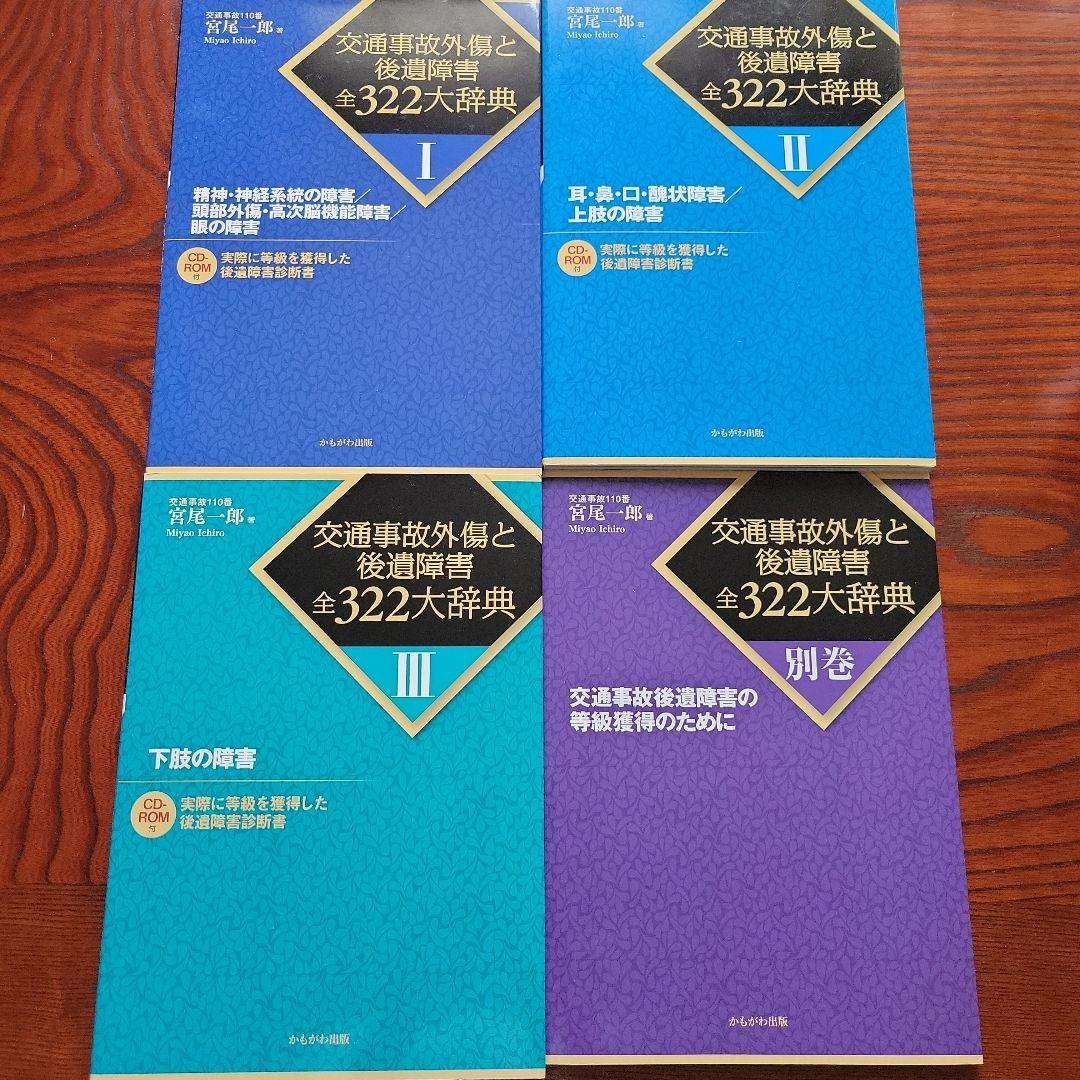 交通事故110番
宮尾一郎 著
Miyao Ichiro
交通事故外傷と
後遺障害
全322大辞典
I
精神・神経系統の障害／
頭部外傷・高次脳機能障害／
眼の障害
CD-
ROM
付
実際に等級を獲得した
後遺障害診断書
かもがわ出版
交通事故110番
宮尾一郎 著
Miyao Ichiro
交通事故外傷と
後遺障害
全322大辞典
II
耳・鼻・口・醜状障害／
上肢の障害
CD-
ROM
付
実際に等級を獲得した
後遺障害診断書
かもがわ出版
交通事故110番
宮尾一郎 著
Miyao Ichiro
交通事故外傷と
後遺障害
全322大辞典
III
下肢の障害
CD-
ROM
付
実際に等級を獲得した
後遺障害診断書
かもがわ出版
交通事故110番
宮尾一郎 著
Miyao Ichiro
交通事故外傷と
後遺障害
全322大辞典
別巻
交通事故後遺障害の
等級獲得のために
かもがわ出版